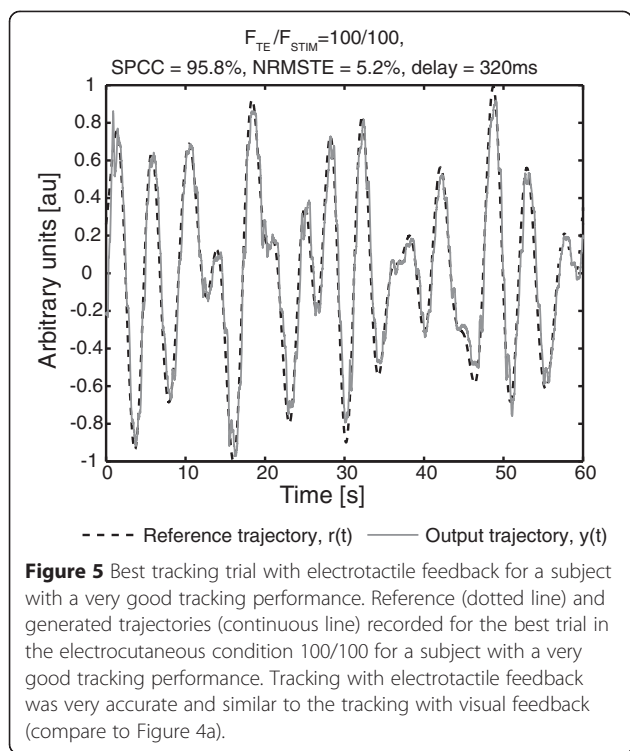 F_TE/F_STIM=100/100,
SPCC = 95.8%, NRMSTE = 5.2%, delay = 320ms
1
0.8
0.6
0.4
0.2
0
-0.2
-0.4
-0.6
-0.8
-1
Arbitrary units [au]
0 10 20 30 40 50 60
Time [s]
Reference trajectory, r(t) Output trajectory, y(t)
Figure 5 Best tracking trial with electrotactile feedback for a subject
with a very good tracking performance. Reference (dotted line) and
generated trajectories (continuous line) recorded for the best trial in
the electrocutaneous condition 100/100 for a subject with a very
good tracking performance. Tracking with electrotactile feedback
was very accurate and similar to the tracking with visual feedback
(compare to Figure 4a).